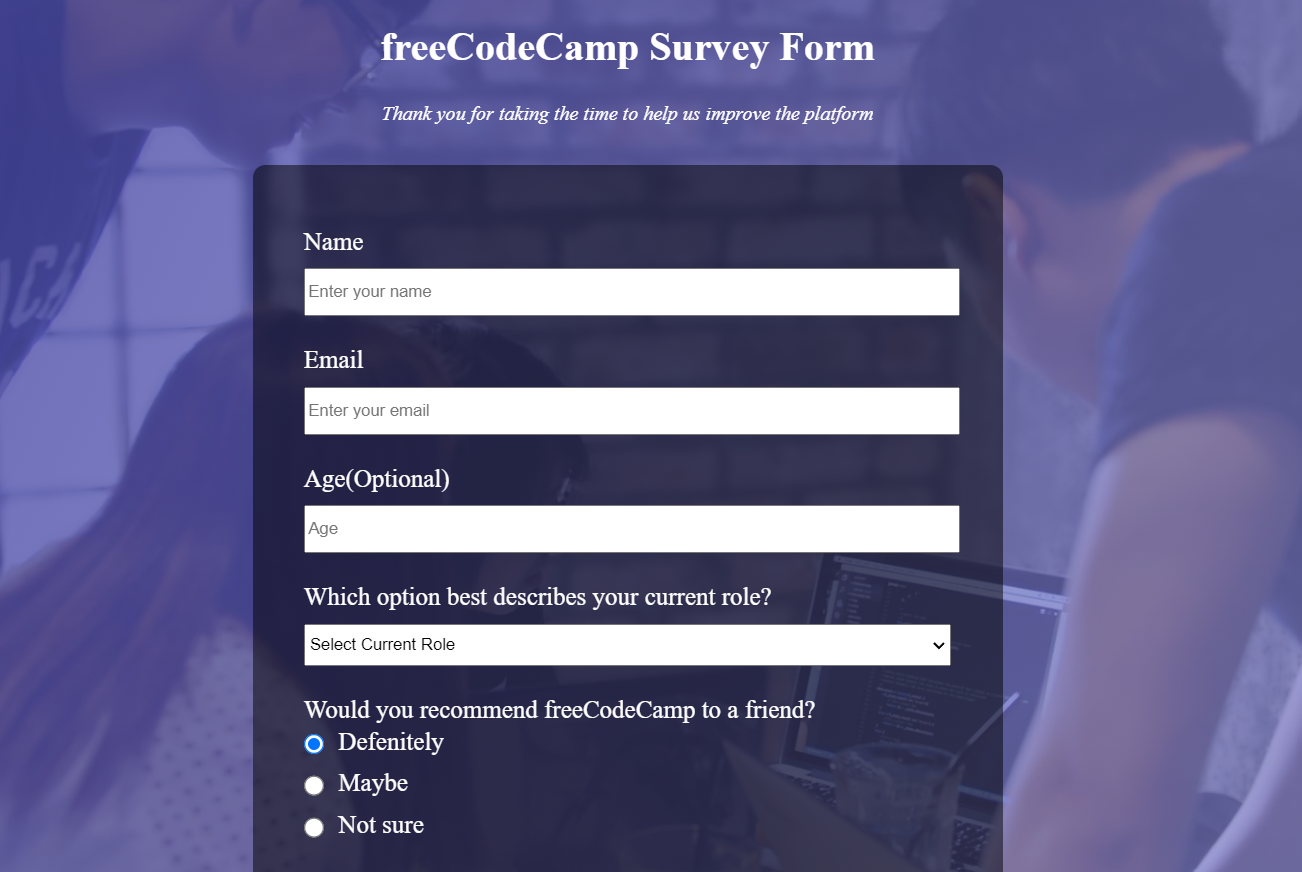 freeCodeCamp Survey Form
Thank you for taking the time to help us improve the platform
Name
Enter your name
Email
Enter your email
Age(Optional)
Age
Which option best describes your current role?
Select Current Role
Would you recommend freeCodeCamp to a friend?
Defenitely
Maybe
Not sure